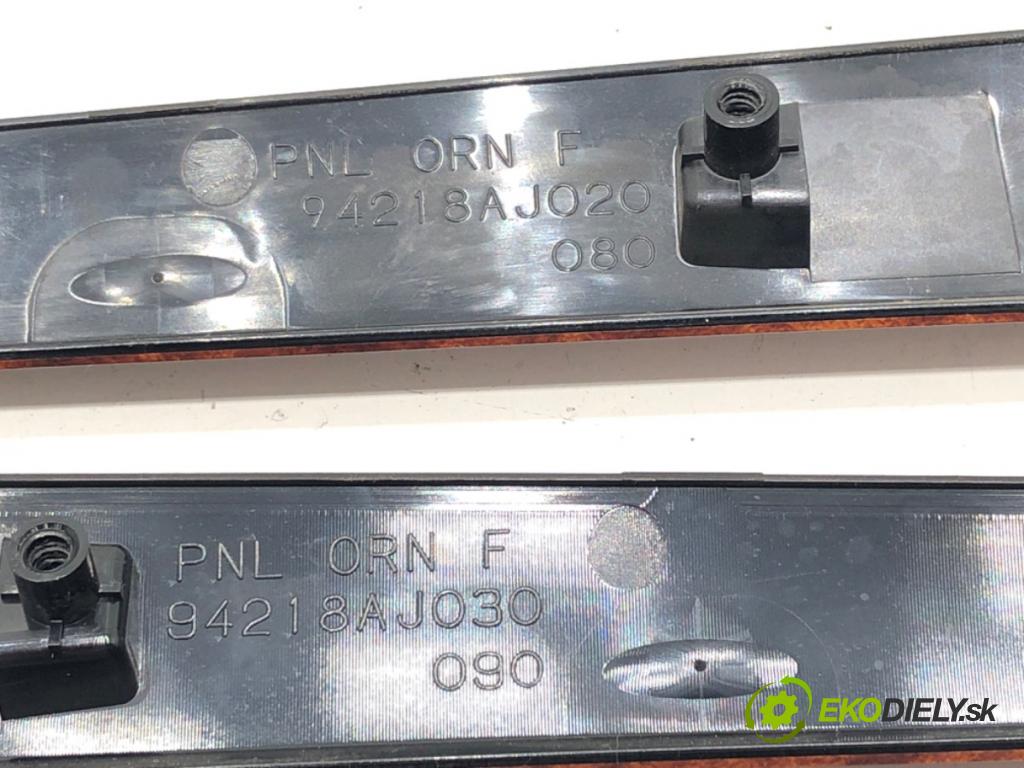 PNL ORN F
94218AJ020
080
PNL ORN F
94218AJ030
090
EKODIELY.sk